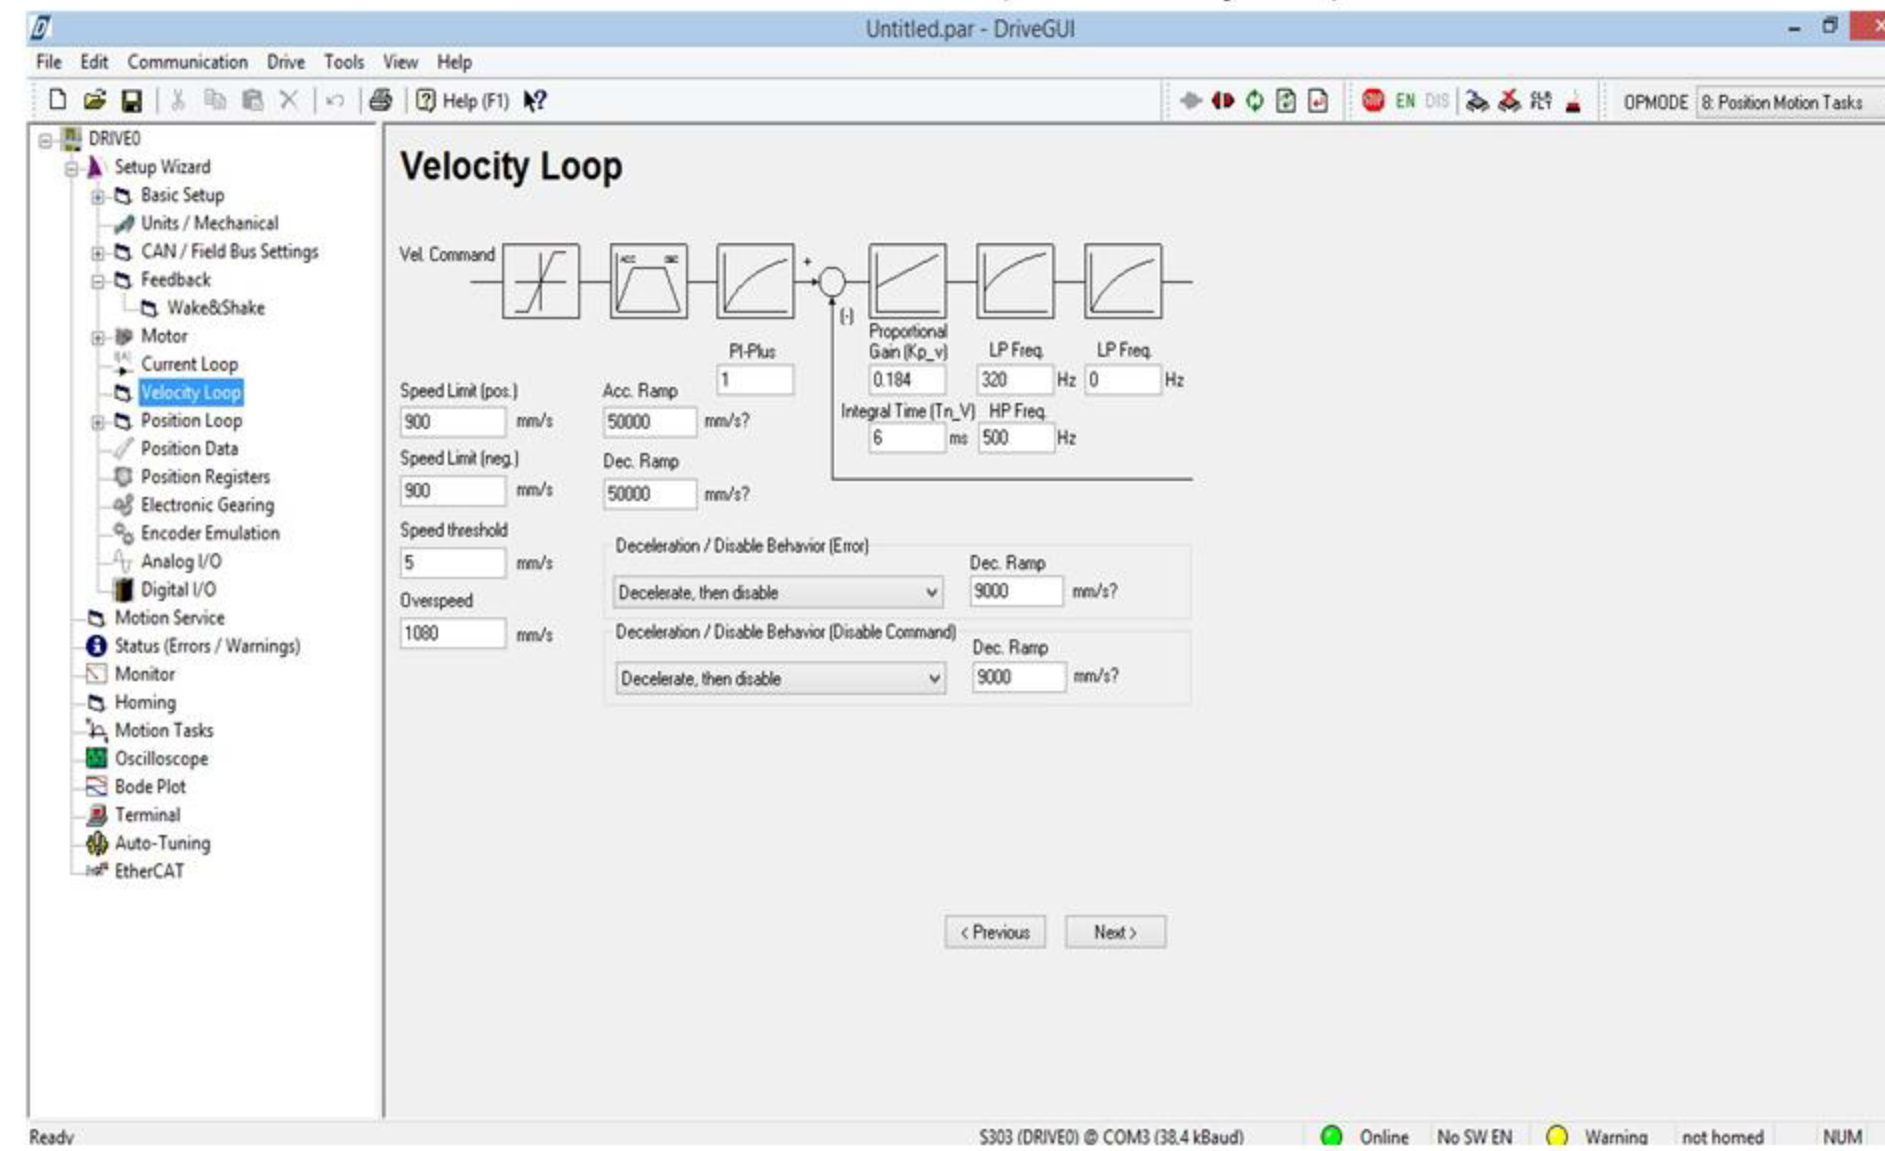 Untitled.par - DriveGUI
File Edit Communication Drive Tools View Help
Help (F1) EN DIS OPMODE 8: Position Motion Tasks
DRIVE0
Setup Wizard
Basic Setup
Units / Mechanical
CAN / Field Bus Settings
Feedback
Wake&Shake
Motor
Current Loop
Velocity Loop
Position Loop
Position Data
Position Registers
Electronic Gearing
Encoder Emulation
Analog I/O
Digital I/O
Motion Service
Status (Errors / Warnings)
Monitor
Homing
Motion Tasks
Oscilloscope
Bode Plot
Terminal
Auto-Tuning
EtherCAT
Velocity Loop
Vel. Command
ACC DEC
+
(-)
PI-Plus
1
Proportional
Gain (Kp_v)
0.184
LP Freq.
320 Hz
LP Freq.
0 Hz
Integral Time (Tn_V)
6 ms
HP Freq.
500 Hz
Speed Limit (pos.)
900 mm/s
Acc. Ramp
50000 mm/s?
Speed Limit (neg.)
900 mm/s
Dec. Ramp
50000 mm/s?
Speed threshold
5 mm/s
Overspeed
1080 mm/s
Deceleration / Disable Behavior (Error)
Decelerate, then disable
Dec. Ramp
9000 mm/s?
Deceleration / Disable Behavior (Disable Command)
Decelerate, then disable
Dec. Ramp
9000 mm/s?
< Previous Next >
Ready S303 (DRIVE0) @ COM3 (38,4 kBaud) Online No SW EN Warning not homed NUM